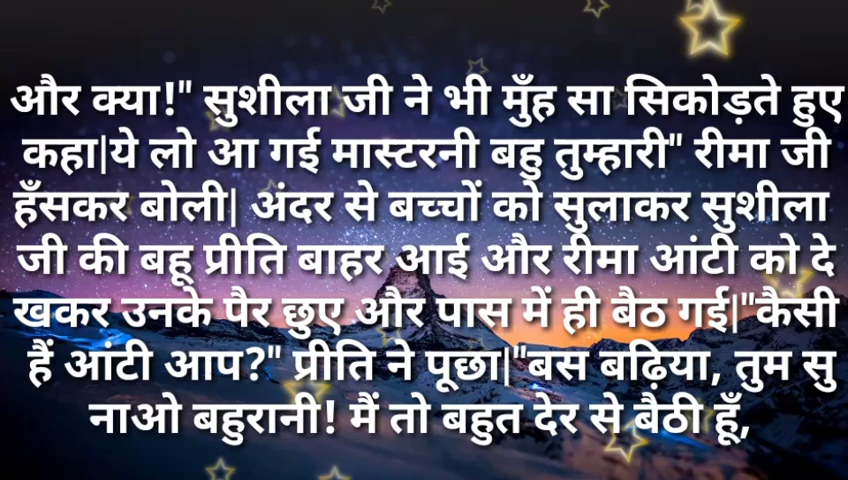 और क्या!" सुशीला जी ने भी मुँह सा सिकोड़ते हुए
कहा|ये लो आ गई मास्टरनी बहु तुम्हारी" रीमा जी
हँसकर बोली| अंदर से बच्चों को सुलाकर सुशीला
जी की बहू प्रीति बाहर आई और रीमा आंटी को दे
खकर उनके पैर छुए और पास में ही बैठ गई|"कैसी
हैं आंटी आप?" प्रीति ने पूछा|"बस बढ़िया, तुम सु
नाओ बहुरानी! मैं तो बहुत देर से बैठी हूँ,